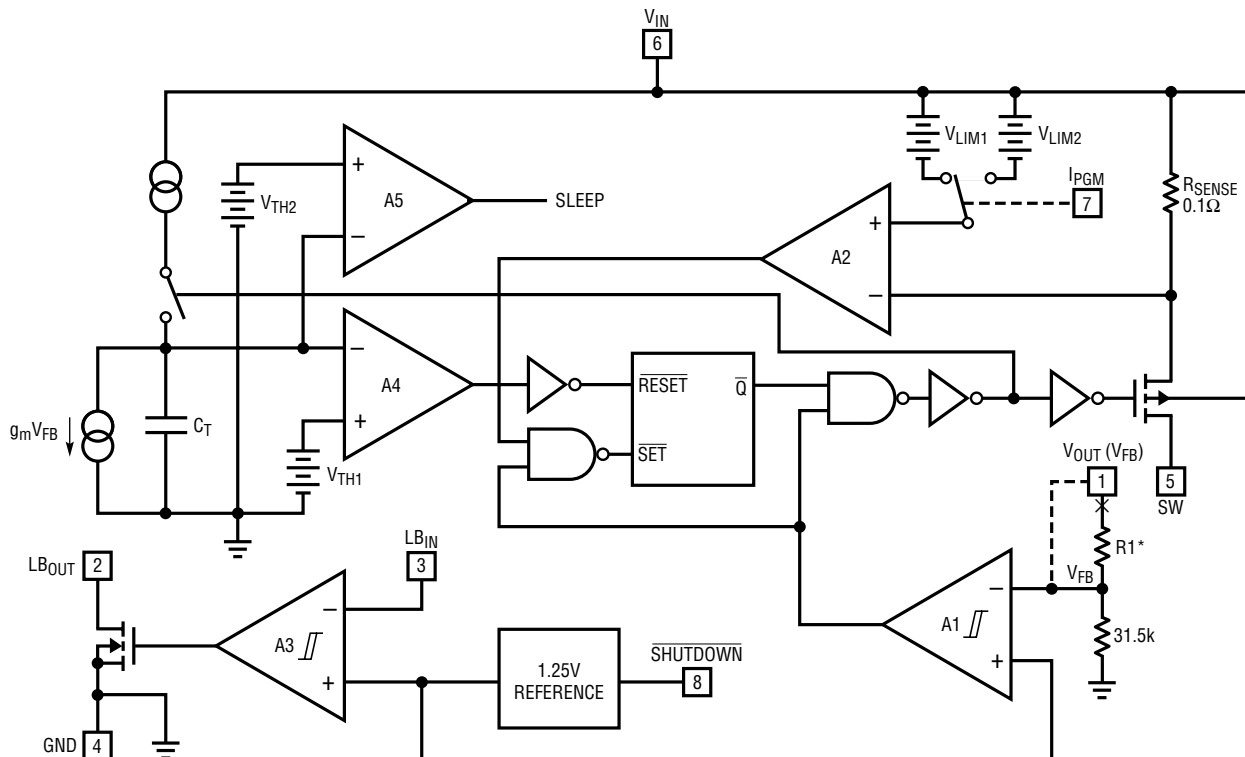 V_IN
6
V_LIM1
V_LIM2
I_PGM
7
R_SENSE
0.1Ω
+
A5
−
SLEEP
V_TH2
+
A2
−
−
A4
+
RESET
SET
Q
g_mV_FB
C_T
V_TH1
V_OUT (V_FB)
1
5
SW
R1*
V_FB
31.5k
LB_OUT
2
LB_IN
3
−
A3
+
−
A1
+
1.25V
REFERENCE
SHUTDOWN
8
GND
4